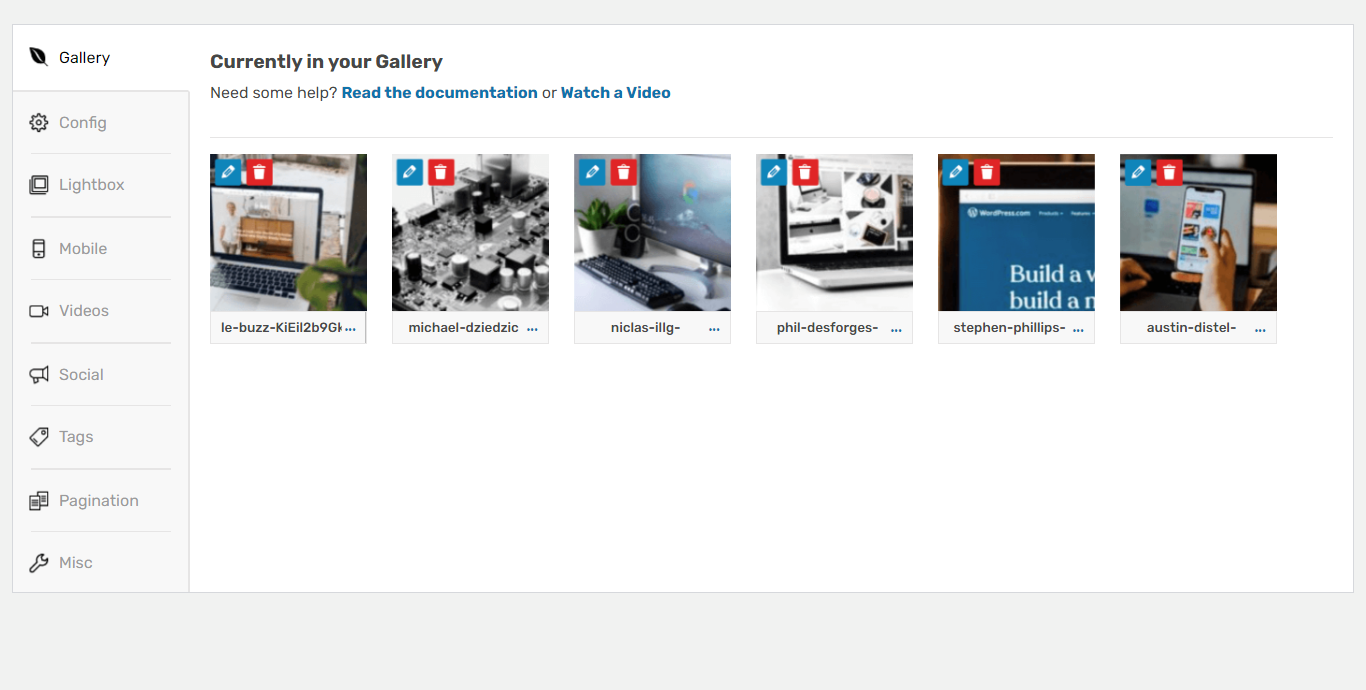 Gallery
Config
Lightbox
Mobile
Videos
Social
Tags
Pagination
Misc
Currently in your Gallery
Need some help? Read the documentation or Watch a Video
WordPress.com Products Features
Build a w
build a n
le-buzz-KiEiI2b9Gk ...
michael-dziedzic ...
niclas-illg- ...
phil-desforges- ...
stephen-phillips- ...
austin-distel- ...